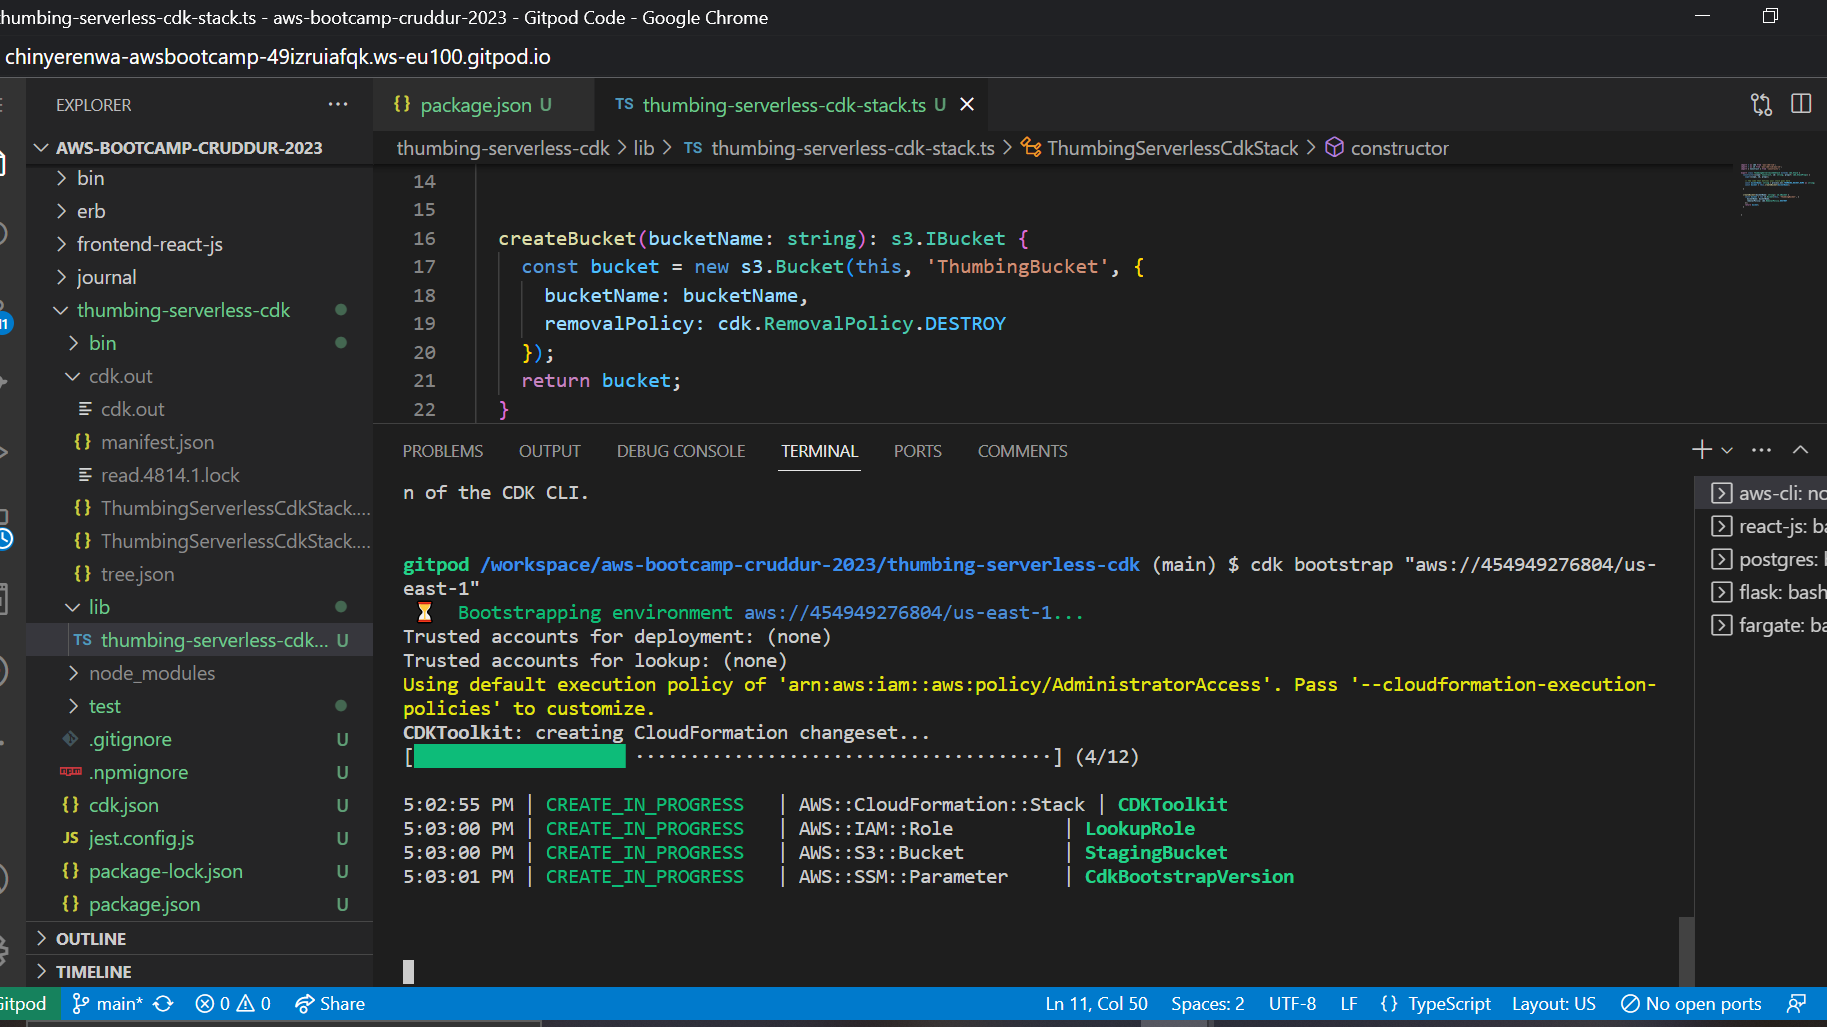 thumbing-serverless-cdk-stack.ts - aws-bootcamp-cruddur-2023 - Gitpod Code - Google Chrome
chinyerenwa-awsbootcamp-49izruiafqk.ws-eu100.gitpod.io
EXPLORER
AWS-BOOTCAMP-CRUDDUR-2023
bin
erb
frontend-react-js
journal
thumbing-serverless-cdk
bin
cdk.out
cdk.out
manifest.json
read.4814.1.lock
ThumbingServerlessCdkStack....
ThumbingServerlessCdkStack....
tree.json
lib
TS thumbing-serverless-cdk... U
node_modules
test
.gitignore U
.npmignore U
cdk.json U
JS jest.config.js U
package-lock.json U
package.json U
OUTLINE
TIMELINE
{} package.json U
TS thumbing-serverless-cdk-stack.ts U
thumbing-serverless-cdk > lib > TS thumbing-serverless-cdk-stack.ts > ThumbingServerlessCdkStack > constructor
14
15
16 createBucket(bucketName: string): s3.IBucket {
17 const bucket = new s3.Bucket(this, 'ThumbingBucket', {
18 bucketName: bucketName,
19 removalPolicy: cdk.RemovalPolicy.DESTROY
20 });
21 return bucket;
22 }
PROBLEMS OUTPUT DEBUG CONSOLE TERMINAL PORTS COMMENTS
n of the CDK CLI.
gitpod /workspace/aws-bootcamp-cruddur-2023/thumbing-serverless-cdk (main) $ cdk bootstrap "aws://454949276804/us-
east-1"
⏳ Bootstrapping environment aws://454949276804/us-east-1...
Trusted accounts for deployment: (none)
Trusted accounts for lookup: (none)
Using default execution policy of 'arn:aws:iam::aws:policy/AdministratorAccess'. Pass '--cloudformation-execution-
policies' to customize.
CDKToolkit: creating CloudFormation changeset...
[ ······································] (4/12)
5:02:55 PM | CREATE_IN_PROGRESS | AWS::CloudFormation::Stack | CDKToolkit
5:03:00 PM | CREATE_IN_PROGRESS | AWS::IAM::Role | LookupRole
5:03:00 PM | CREATE_IN_PROGRESS | AWS::S3::Bucket | StagingBucket
5:03:01 PM | CREATE_IN_PROGRESS | AWS::SSM::Parameter | CdkBootstrapVersion
aws-cli: no
react-js: ba
postgres:
flask: bash
fargate: ba
Gitpod main* 0 0 Share
Ln 11, Col 50 Spaces: 2 UTF-8 LF {} TypeScript Layout: US No open ports